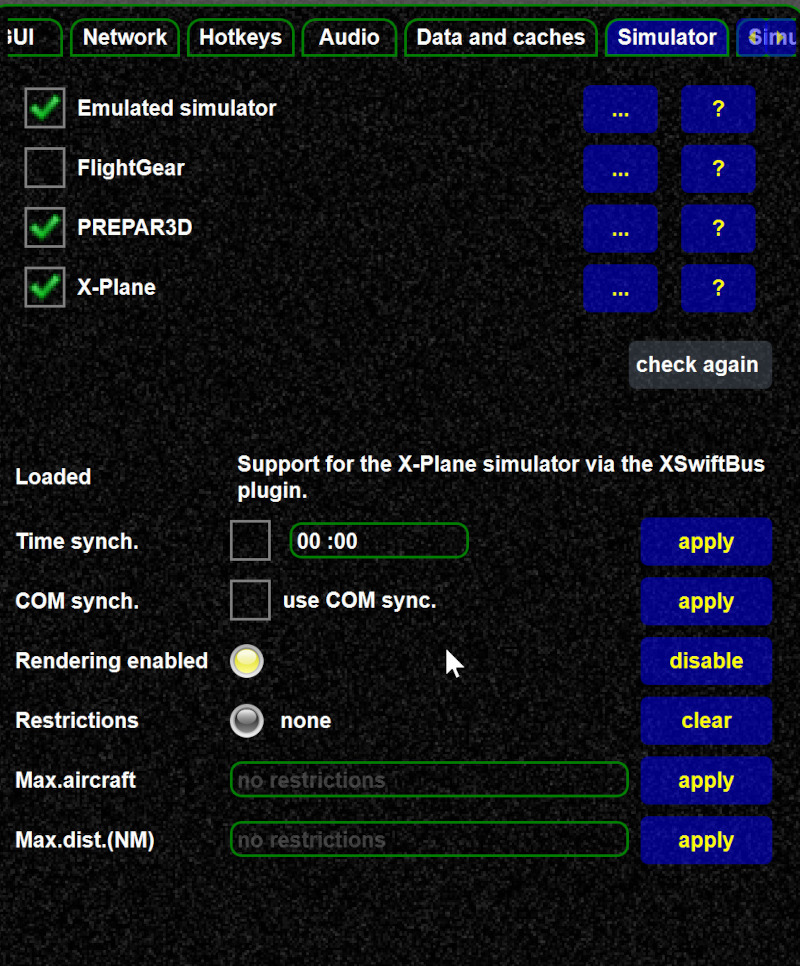 GUI Network Hotkeys Audio Data and caches Simulator Simu
Emulated simulator ... ?
FlightGear ... ?
PREPAR3D ... ?
X-Plane ... ?
check again
Loaded Support for the X-Plane simulator via the XSwiftBus
plugin.
Time synch. 00 :00 apply
COM synch. use COM sync. apply
Rendering enabled disable
Restrictions none clear
Max.aircraft no restrictions apply
Max.dist.(NM) no restrictions apply